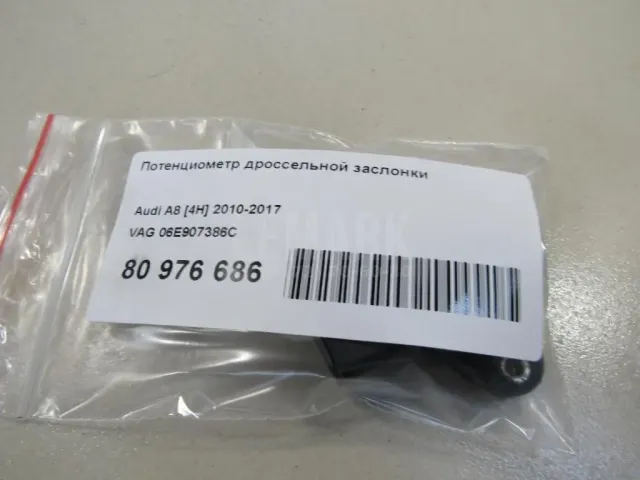 Потенциометр дроссельной заслонки
Audi A8 [4H] 2010-2017
VAG 06E907386C
80 976 686